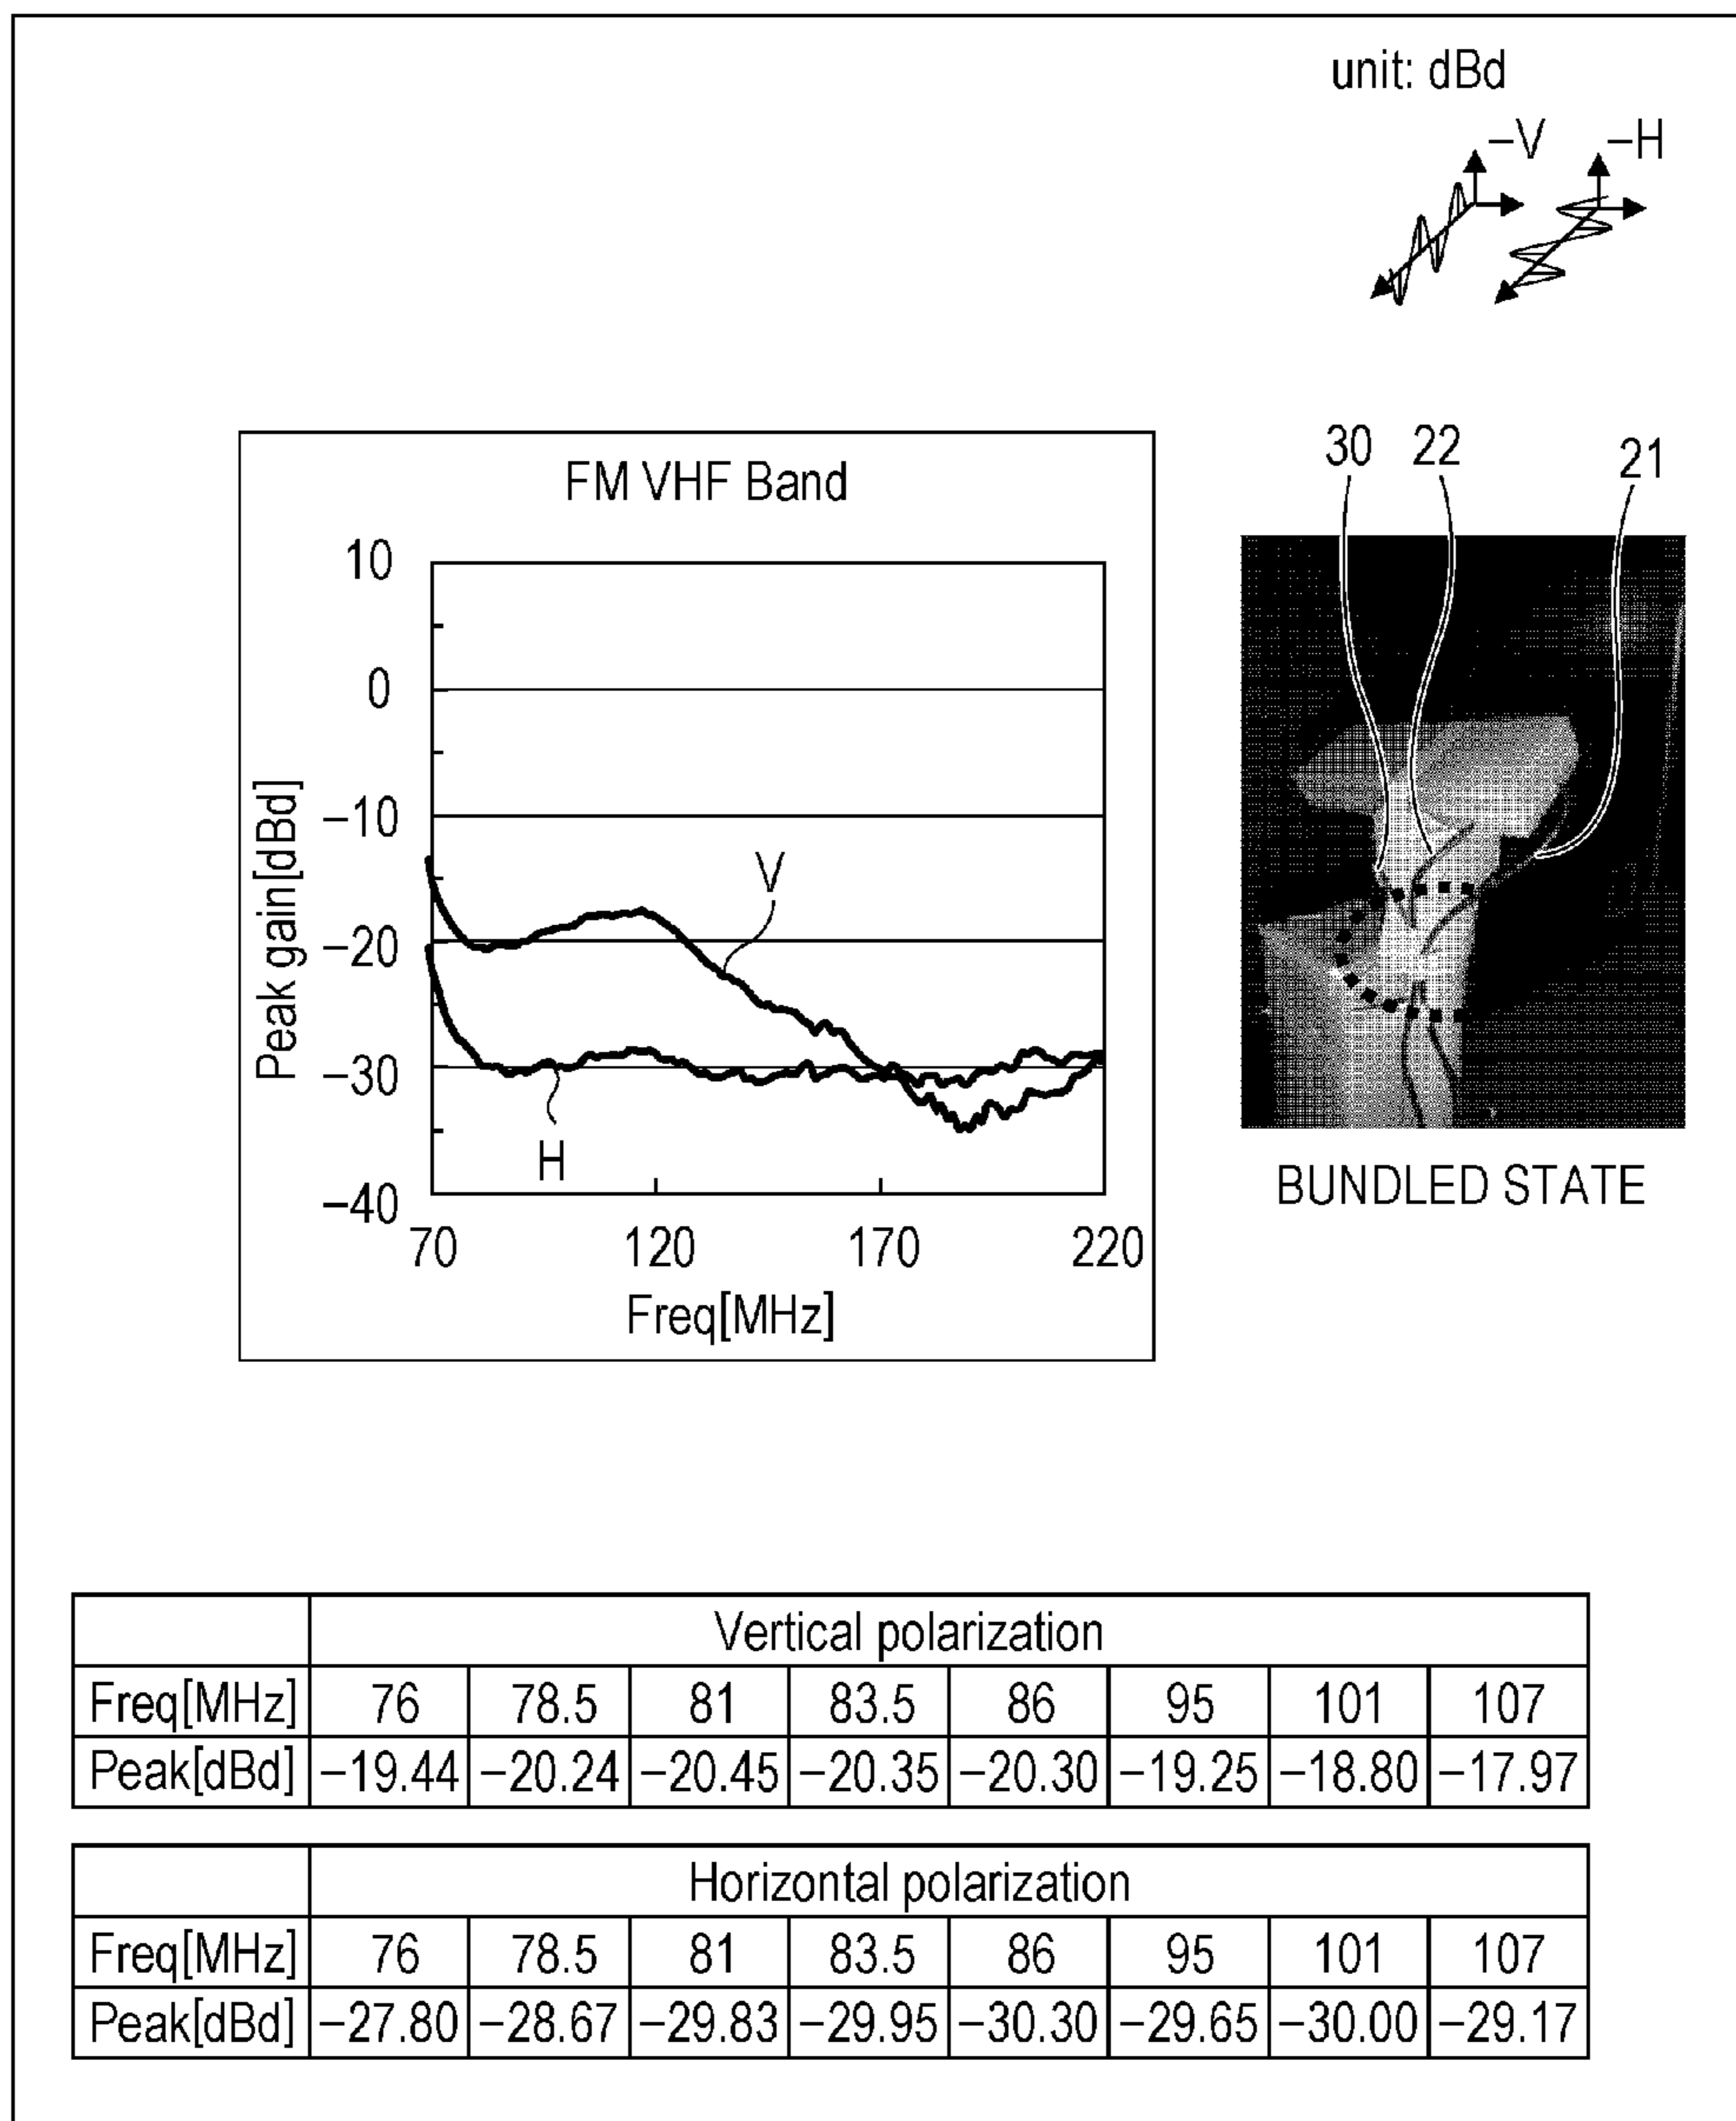 unit: dBd
–V –H
FM VHF Band
30 22 21
10
0
–10
–20
–30
–40
Peak gain[dBd]
V
H
70 120 170 220
Freq[MHz]
BUNDLED STATE
Vertical polarization
Freq[MHz] 76 78.5 81 83.5 86 95 101 107
Peak[dBd] –19.44 –20.24 –20.45 –20.35 –20.30 –19.25 –18.80 –17.97
Horizontal polarization
Freq[MHz] 76 78.5 81 83.5 86 95 101 107
Peak[dBd] –27.80 –28.67 –29.83 –29.95 –30.30 –29.65 –30.00 –29.17